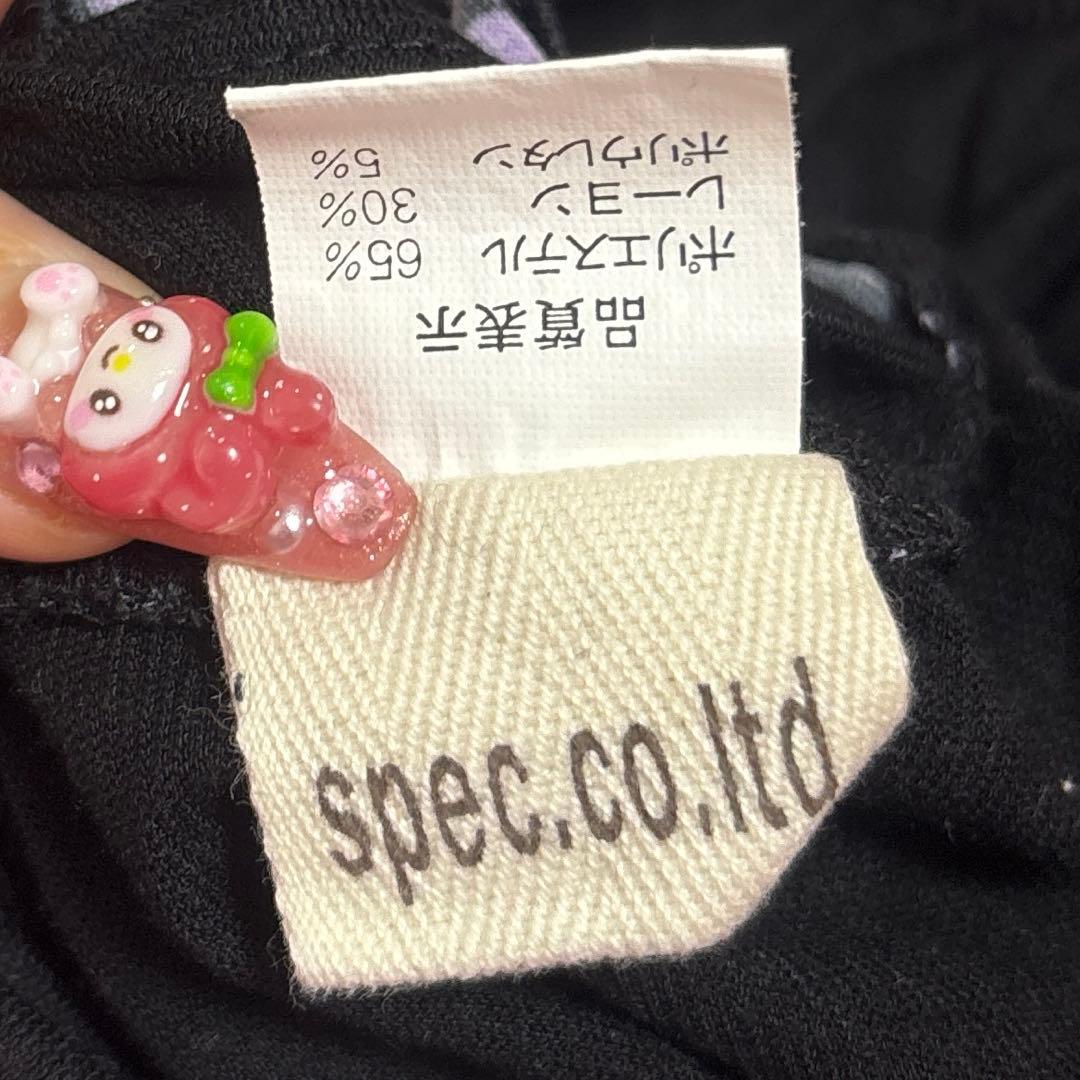 品質表示
ポリエステル 65%
レーヨン 30%
ポリウレタン 5%
spec.co.ltd